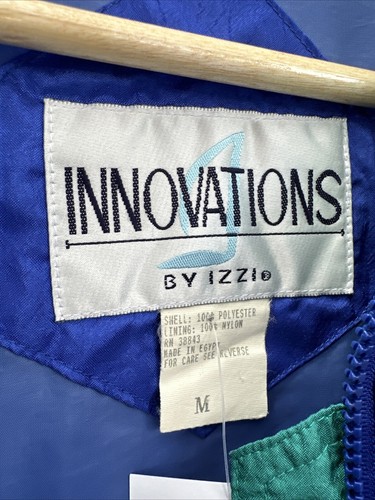 INNOVATIONS
BY IZZI®
SHELL: 100% POLYESTER
LINING: 100% NYLON
RN 38843
MADE IN EGYPT
FOR CARE SEE REVERSE
M